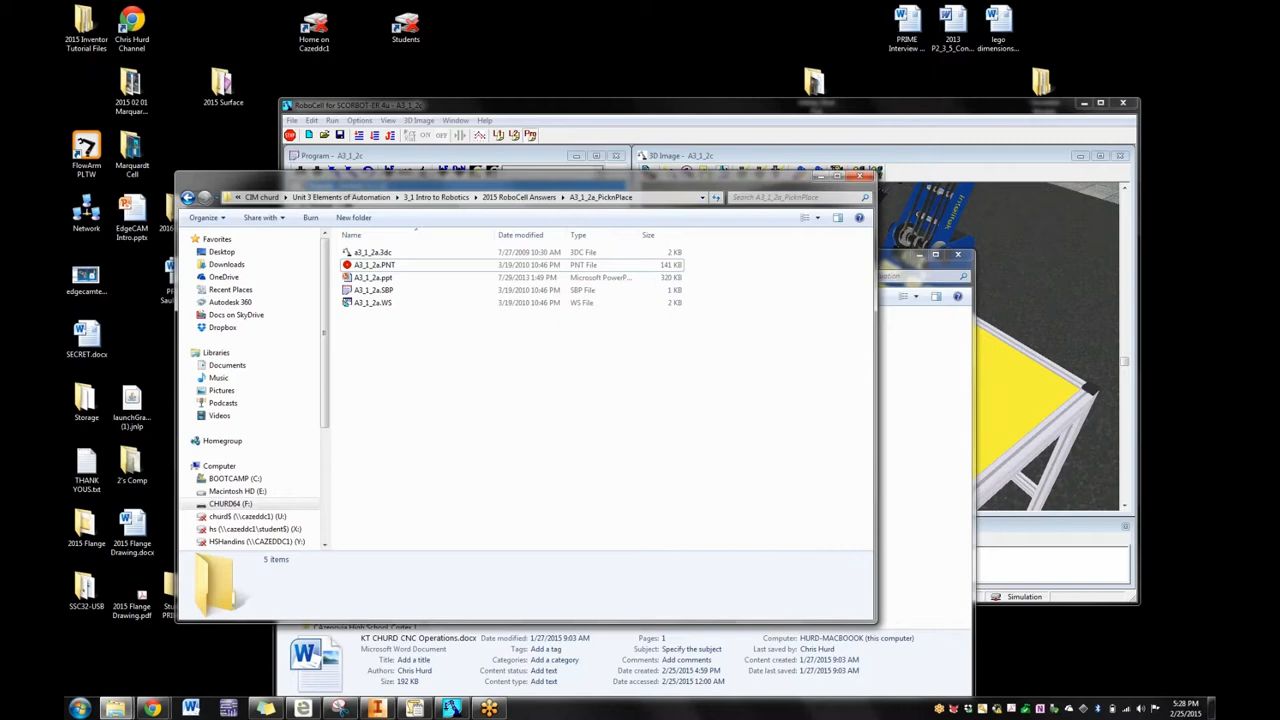 2015 Inventor
Tutorial Files
Chris Hurd
Channel
Home on
Cazeddc1
Students
PRIME
Interview ...
2013
P2_3_5_Con...
lego
dimensions...
2015 02 01
Marquar...
2015 Surface
FlowArm
PLTW
Marquardt
Cell
Network
EdgeCAM
Intro.pptx
edgecamte...
SECRET.docx
Storage
launchGra...
(1).jnlp
THANK
YOUS.txt
2's Comp
2015 Flange
2015 Flange
Drawing.docx
SSC32-USB
2015 Flange
Drawing.pdf
RoboCell for SCORBOT-ER 4u - A3_1_2c
File Edit Run Options View 3D Image Window Help
STOP ON OFF Prg
Program - A3_1_2c
3D Image - A3_1_2c
« CIM churd Unit 3 Elements of Automation 3_1 Intro to Robotics 2015 RoboCell Answers A3_1_2a_PicknPlace
Search A3_1_2a_PicknPlace
Organize Share with Burn New folder
Name Date modified Type Size
a3_1_2a.3dc 7/27/2009 10:30 AM 3DC File 2 KB
A3_1_2a.PNT 3/19/2010 10:46 PM PNT File 141 KB
A3_1_2a.ppt 7/29/2013 1:49 PM Microsoft PowerP... 320 KB
A3_1_2a.SBP 3/19/2010 10:46 PM SBP File 1 KB
A3_1_2a.WS 3/19/2010 10:46 PM WS File 2 KB
Favorites
Desktop
Downloads
OneDrive
Recent Places
Autodesk 360
Docs on SkyDrive
Dropbox
Libraries
Documents
Music
Pictures
Podcasts
Videos
Homegroup
Computer
BOOTCAMP (C:)
Macintosh HD (E:)
CHURD64 (F:)
churd$ (\\cazeddc1) (U:)
hs (\\cazeddc1\student$) (X:)
HSHandins (\\CAZEDDC1) (Y:)
5 items
Simulation
KT CHURD CNC Operations.docx
Microsoft Word Document
Title: Add a title
Authors: Chris Hurd
Size: 192 KB
Date modified: 1/27/2015 9:03 AM
Tags: Add a tag
Categories: Add a category
Content status: Add text
Content type: Add text
Pages: 1
Subject: Specify the subject
Comments: Add comments
Date created: 2/25/2015 4:59 PM
Date accessed: 2/25/2015 12:00 AM
Computer: HURD-MACBOOOK (this computer)
Last saved by: Chris Hurd
Content created: 1/27/2015 9:03 AM
Date last saved: 1/27/2015 9:03 AM
5:28 PM
2/25/2015